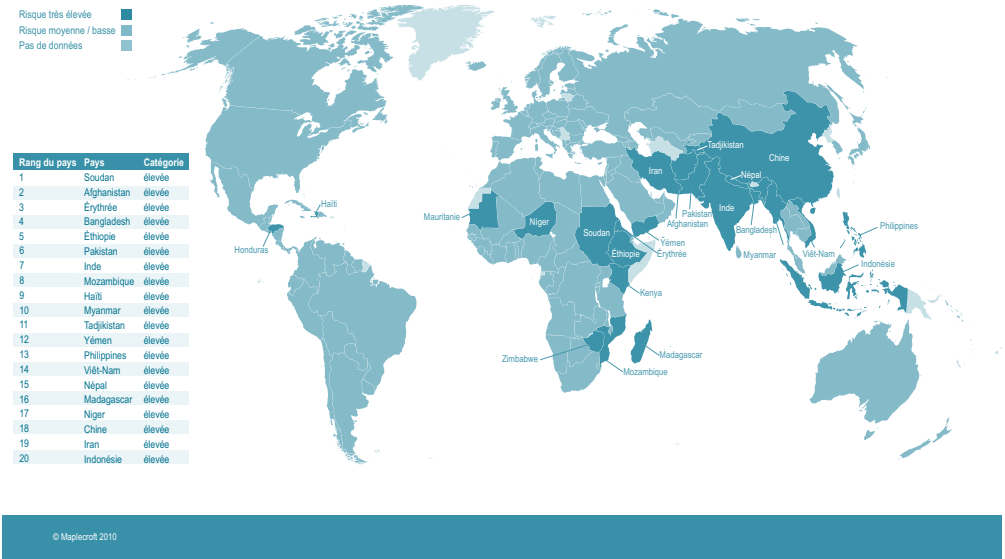 Risque très élevée
Risque moyenne / basse
Pas de données
Rang du pays Pays Catégorie
1 Soudan élevée
2 Afghanistan élevée
3 Érythrée élevée
4 Bangladesh élevée
5 Éthiopie élevée
6 Pakistan élevée
7 Inde élevée
8 Mozambique élevée
9 Haïti élevée
10 Myanmar élevée
11 Tadjikistan élevée
12 Yémen élevée
13 Philippines élevée
14 Viêt-Nam élevée
15 Népal élevée
16 Madagascar élevée
17 Niger élevée
18 Chine élevée
19 Iran élevée
20 Indonésie élevée
Haïti
Honduras
Mauritanie
Niger
Soudan
Éthiopie
Yémen
Érythrée
Kenya
Zimbabwe
Mozambique
Madagascar
Iran
Tadjikistan
Chine
Népal
Inde
Pakistan
Afghanistan
Bangladesh
Myanmar
Viêt-Nam
Philippines
Indonésie
© Maplecroft 2010